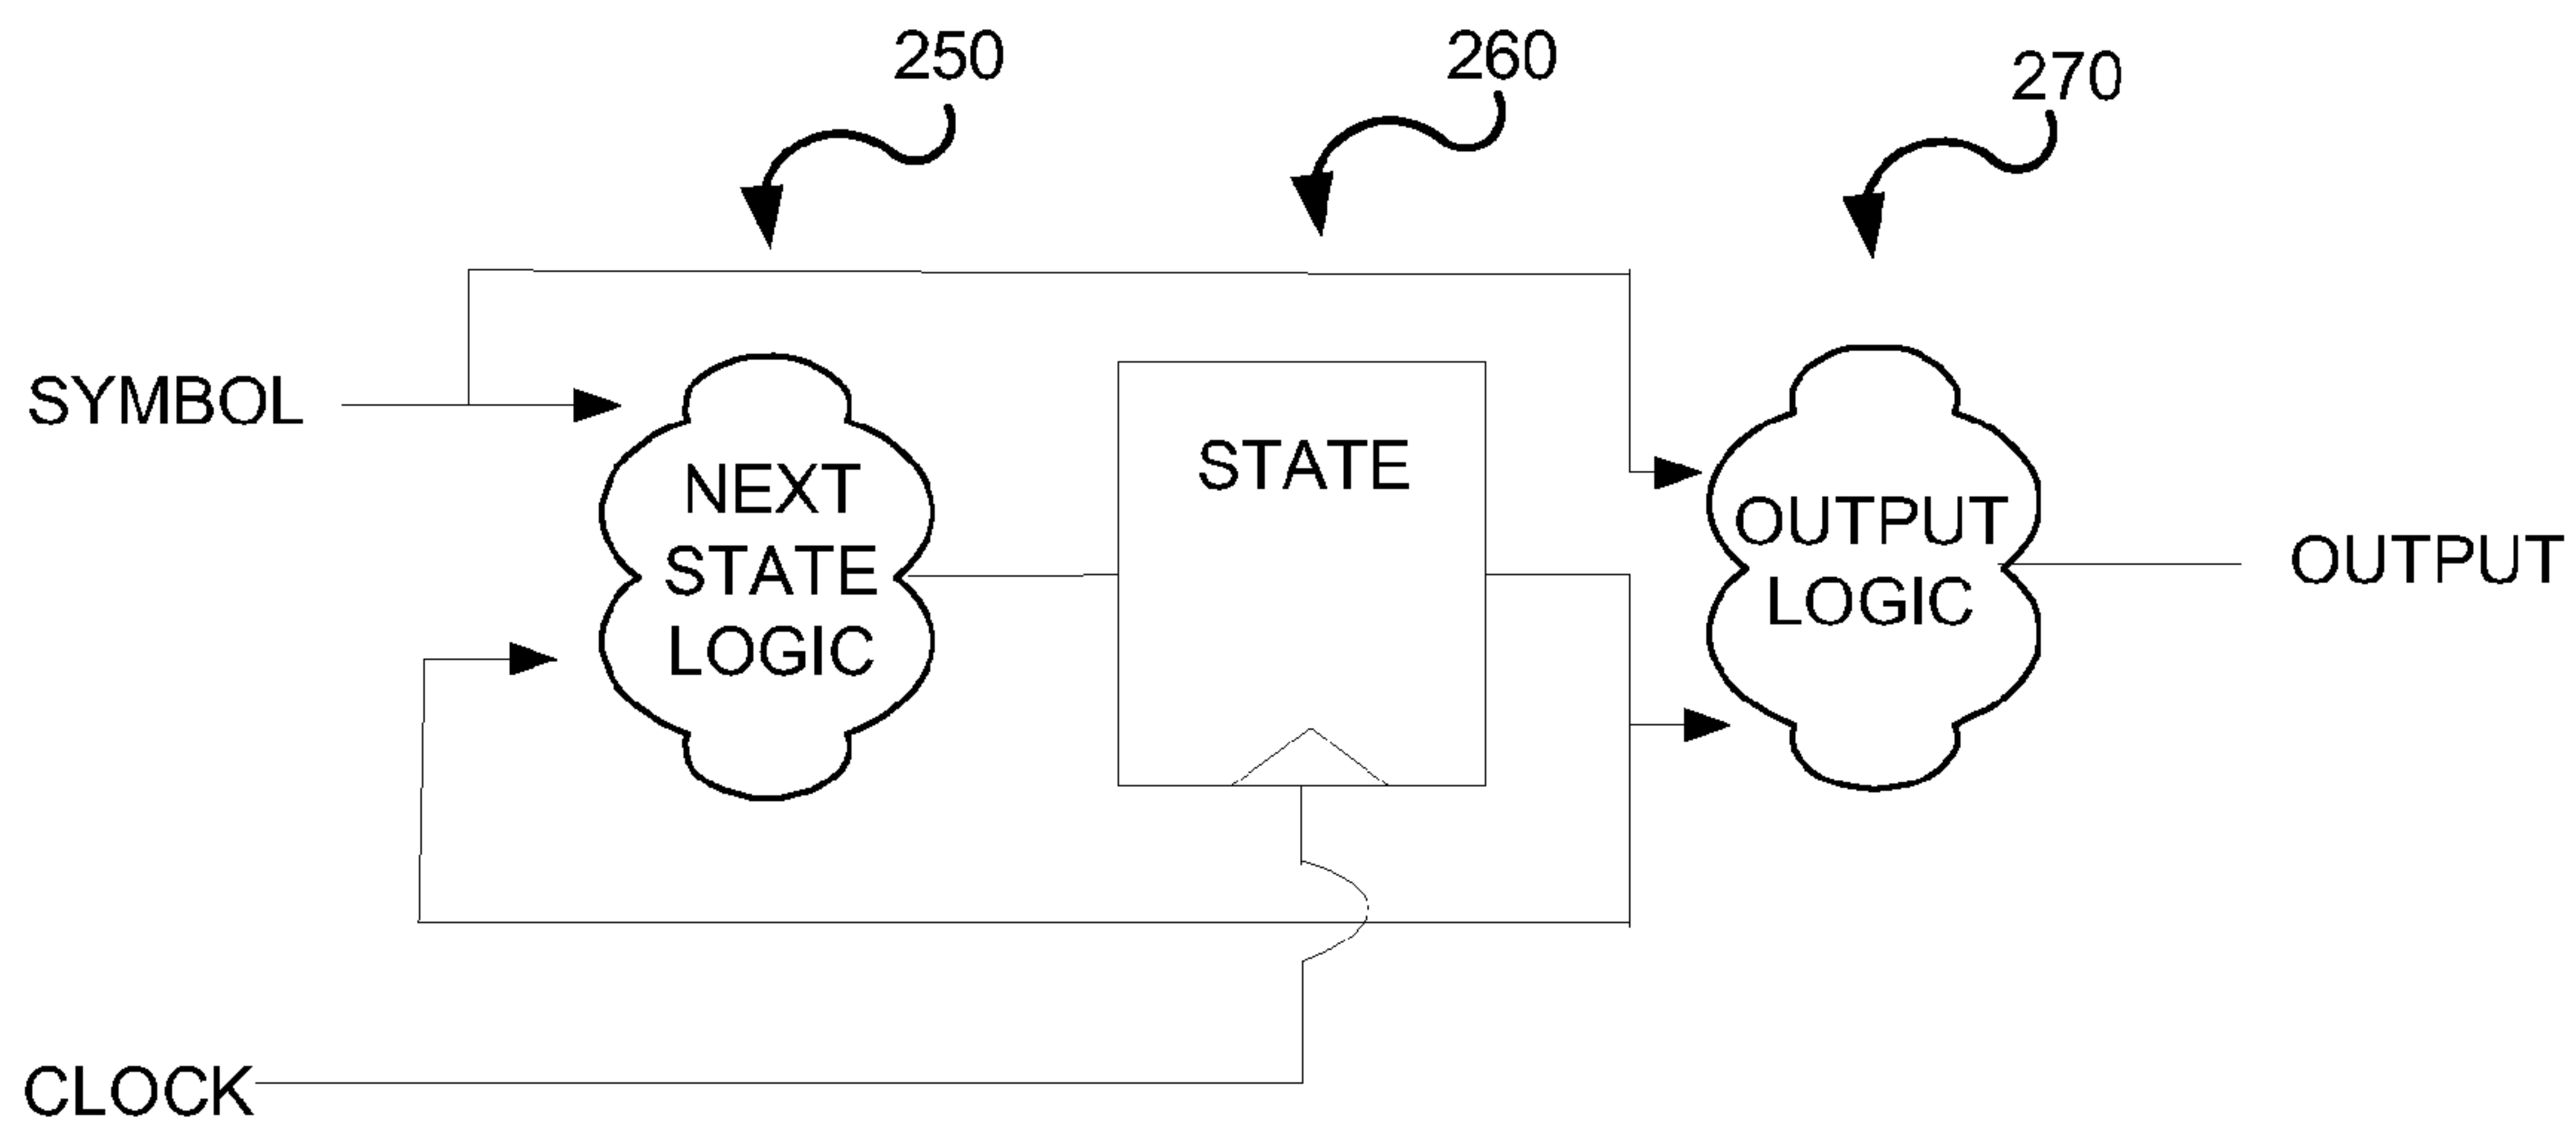 250
260
270
SYMBOL
NEXT
STATE
LOGIC
STATE
OUTPUT
LOGIC
OUTPUT
CLOCK